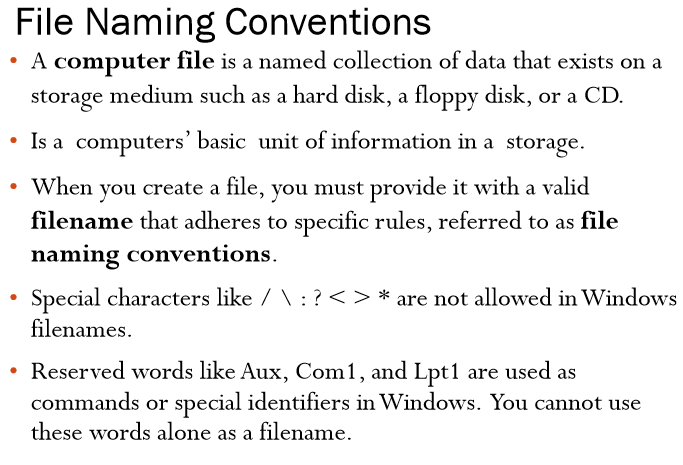 File Naming Conventions
• A computer file is a named collection of data that exists on a
storage medium such as a hard disk, a floppy disk, or a CD.
• Is a computers' basic unit of information in a storage.
• When you create a file, you must provide it with a valid
filename that adheres to specific rules, referred to as file
naming conventions.
• Special characters like / \ : ? < > * are not allowed in Windows
filenames.
• Reserved words like Aux, Com1, and Lpt1 are used as
commands or special identifiers in Windows. You cannot use
these words alone as a filename.